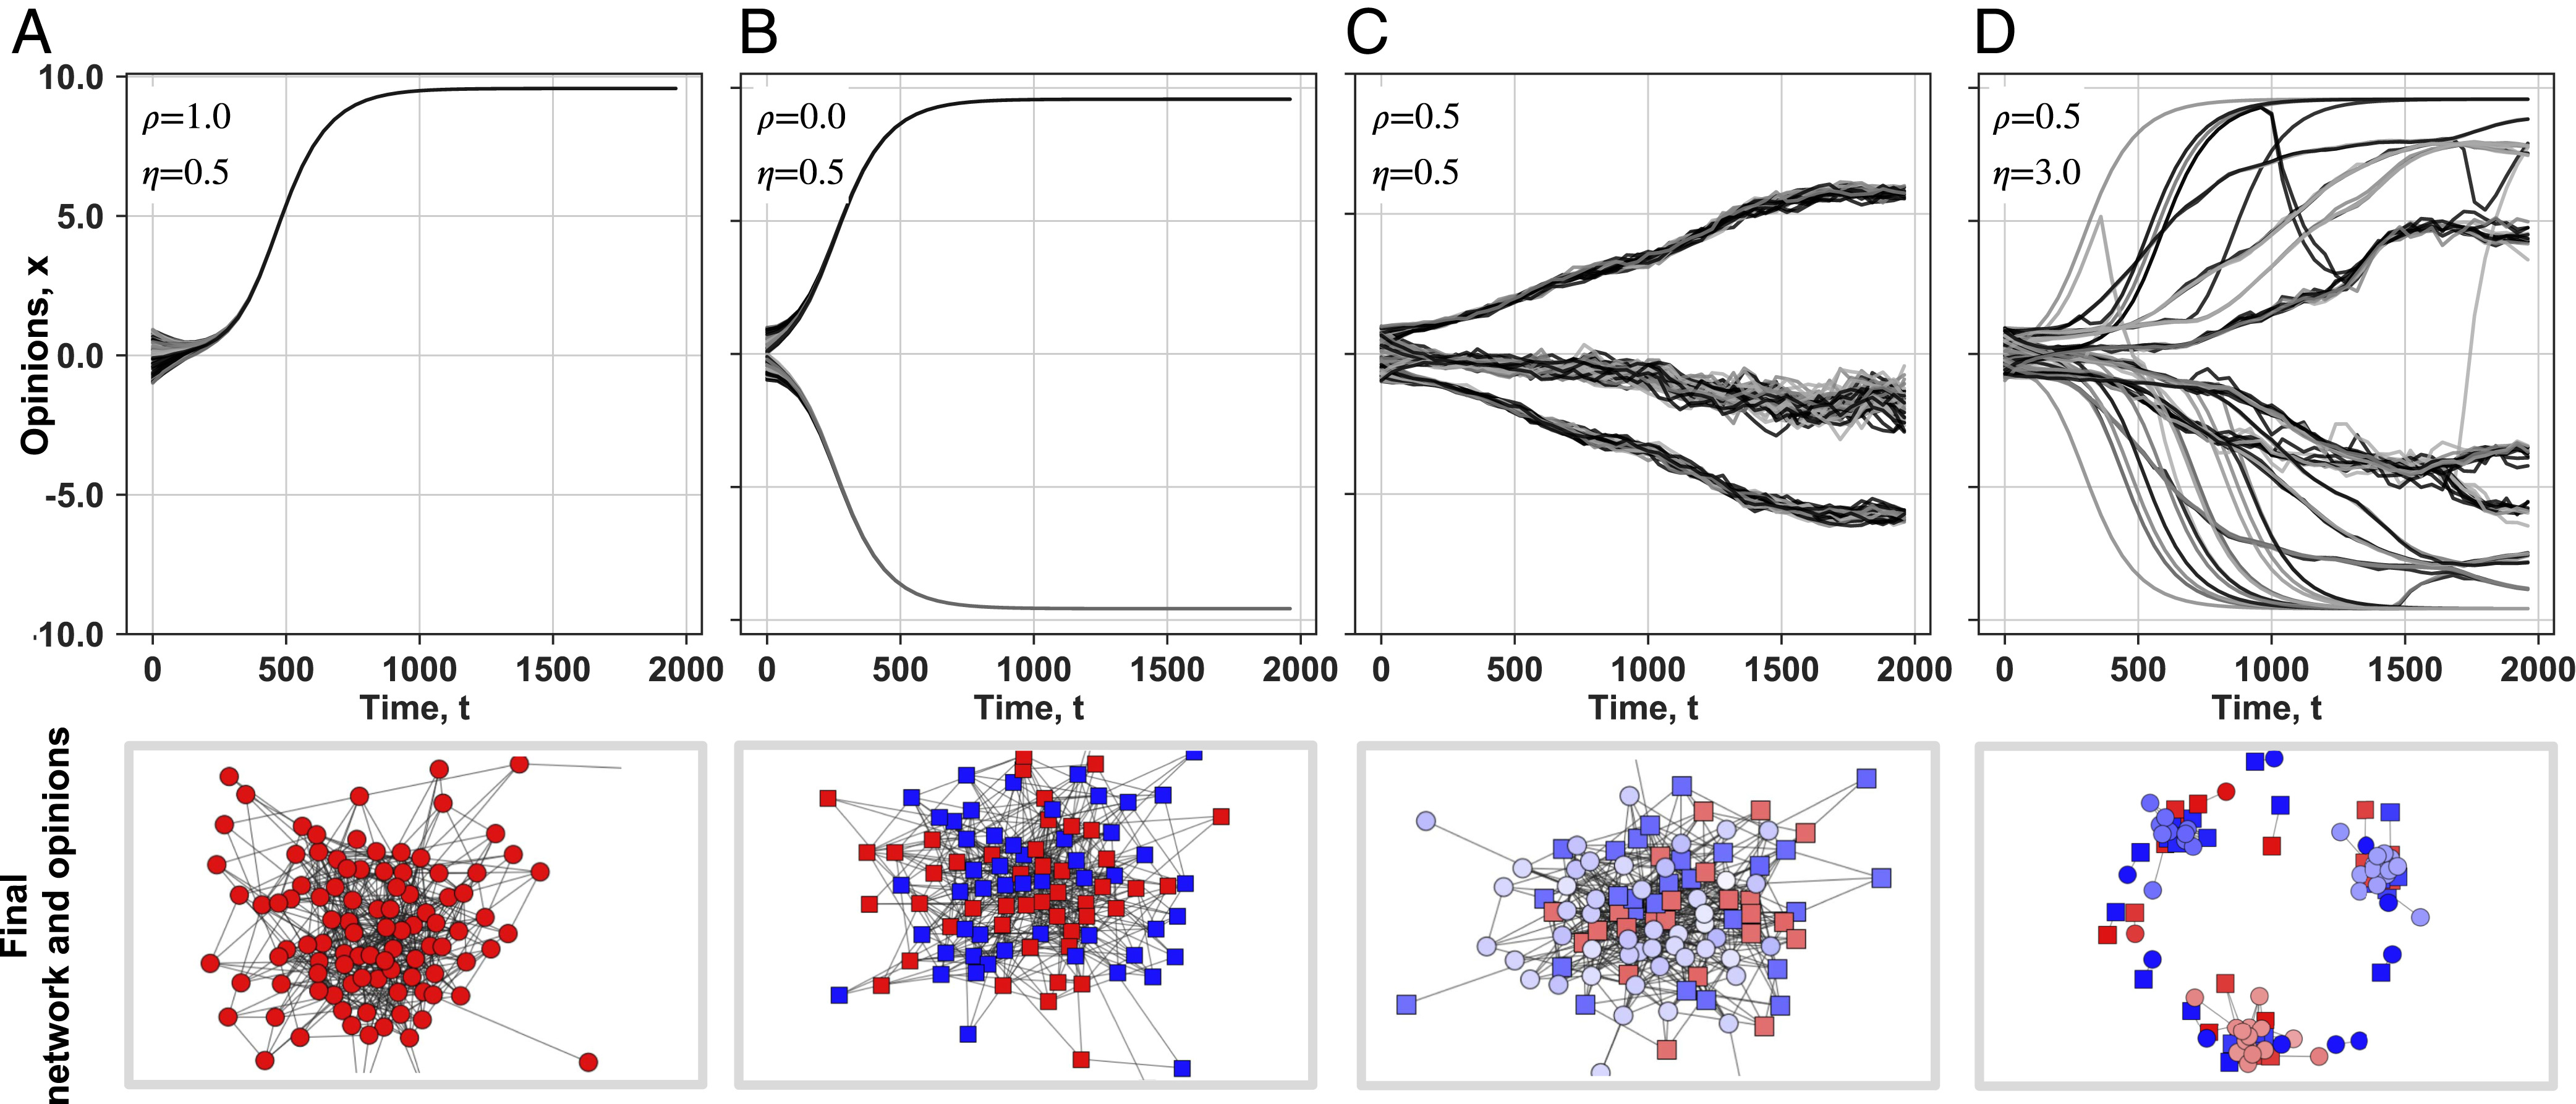 A
B
C
D
10.0
5.0
0.0
-5.0
-10.0
Opinions, x
ρ=1.0
η=0.5
ρ=0.0
η=0.5
ρ=0.5
η=0.5
ρ=0.5
η=3.0
0 500 1000 1500 2000
0 500 1000 1500 2000
0 500 1000 1500 2000
0 500 1000 1500 2000
Time, t
Time, t
Time, t
Time, t
Final
network and opinions